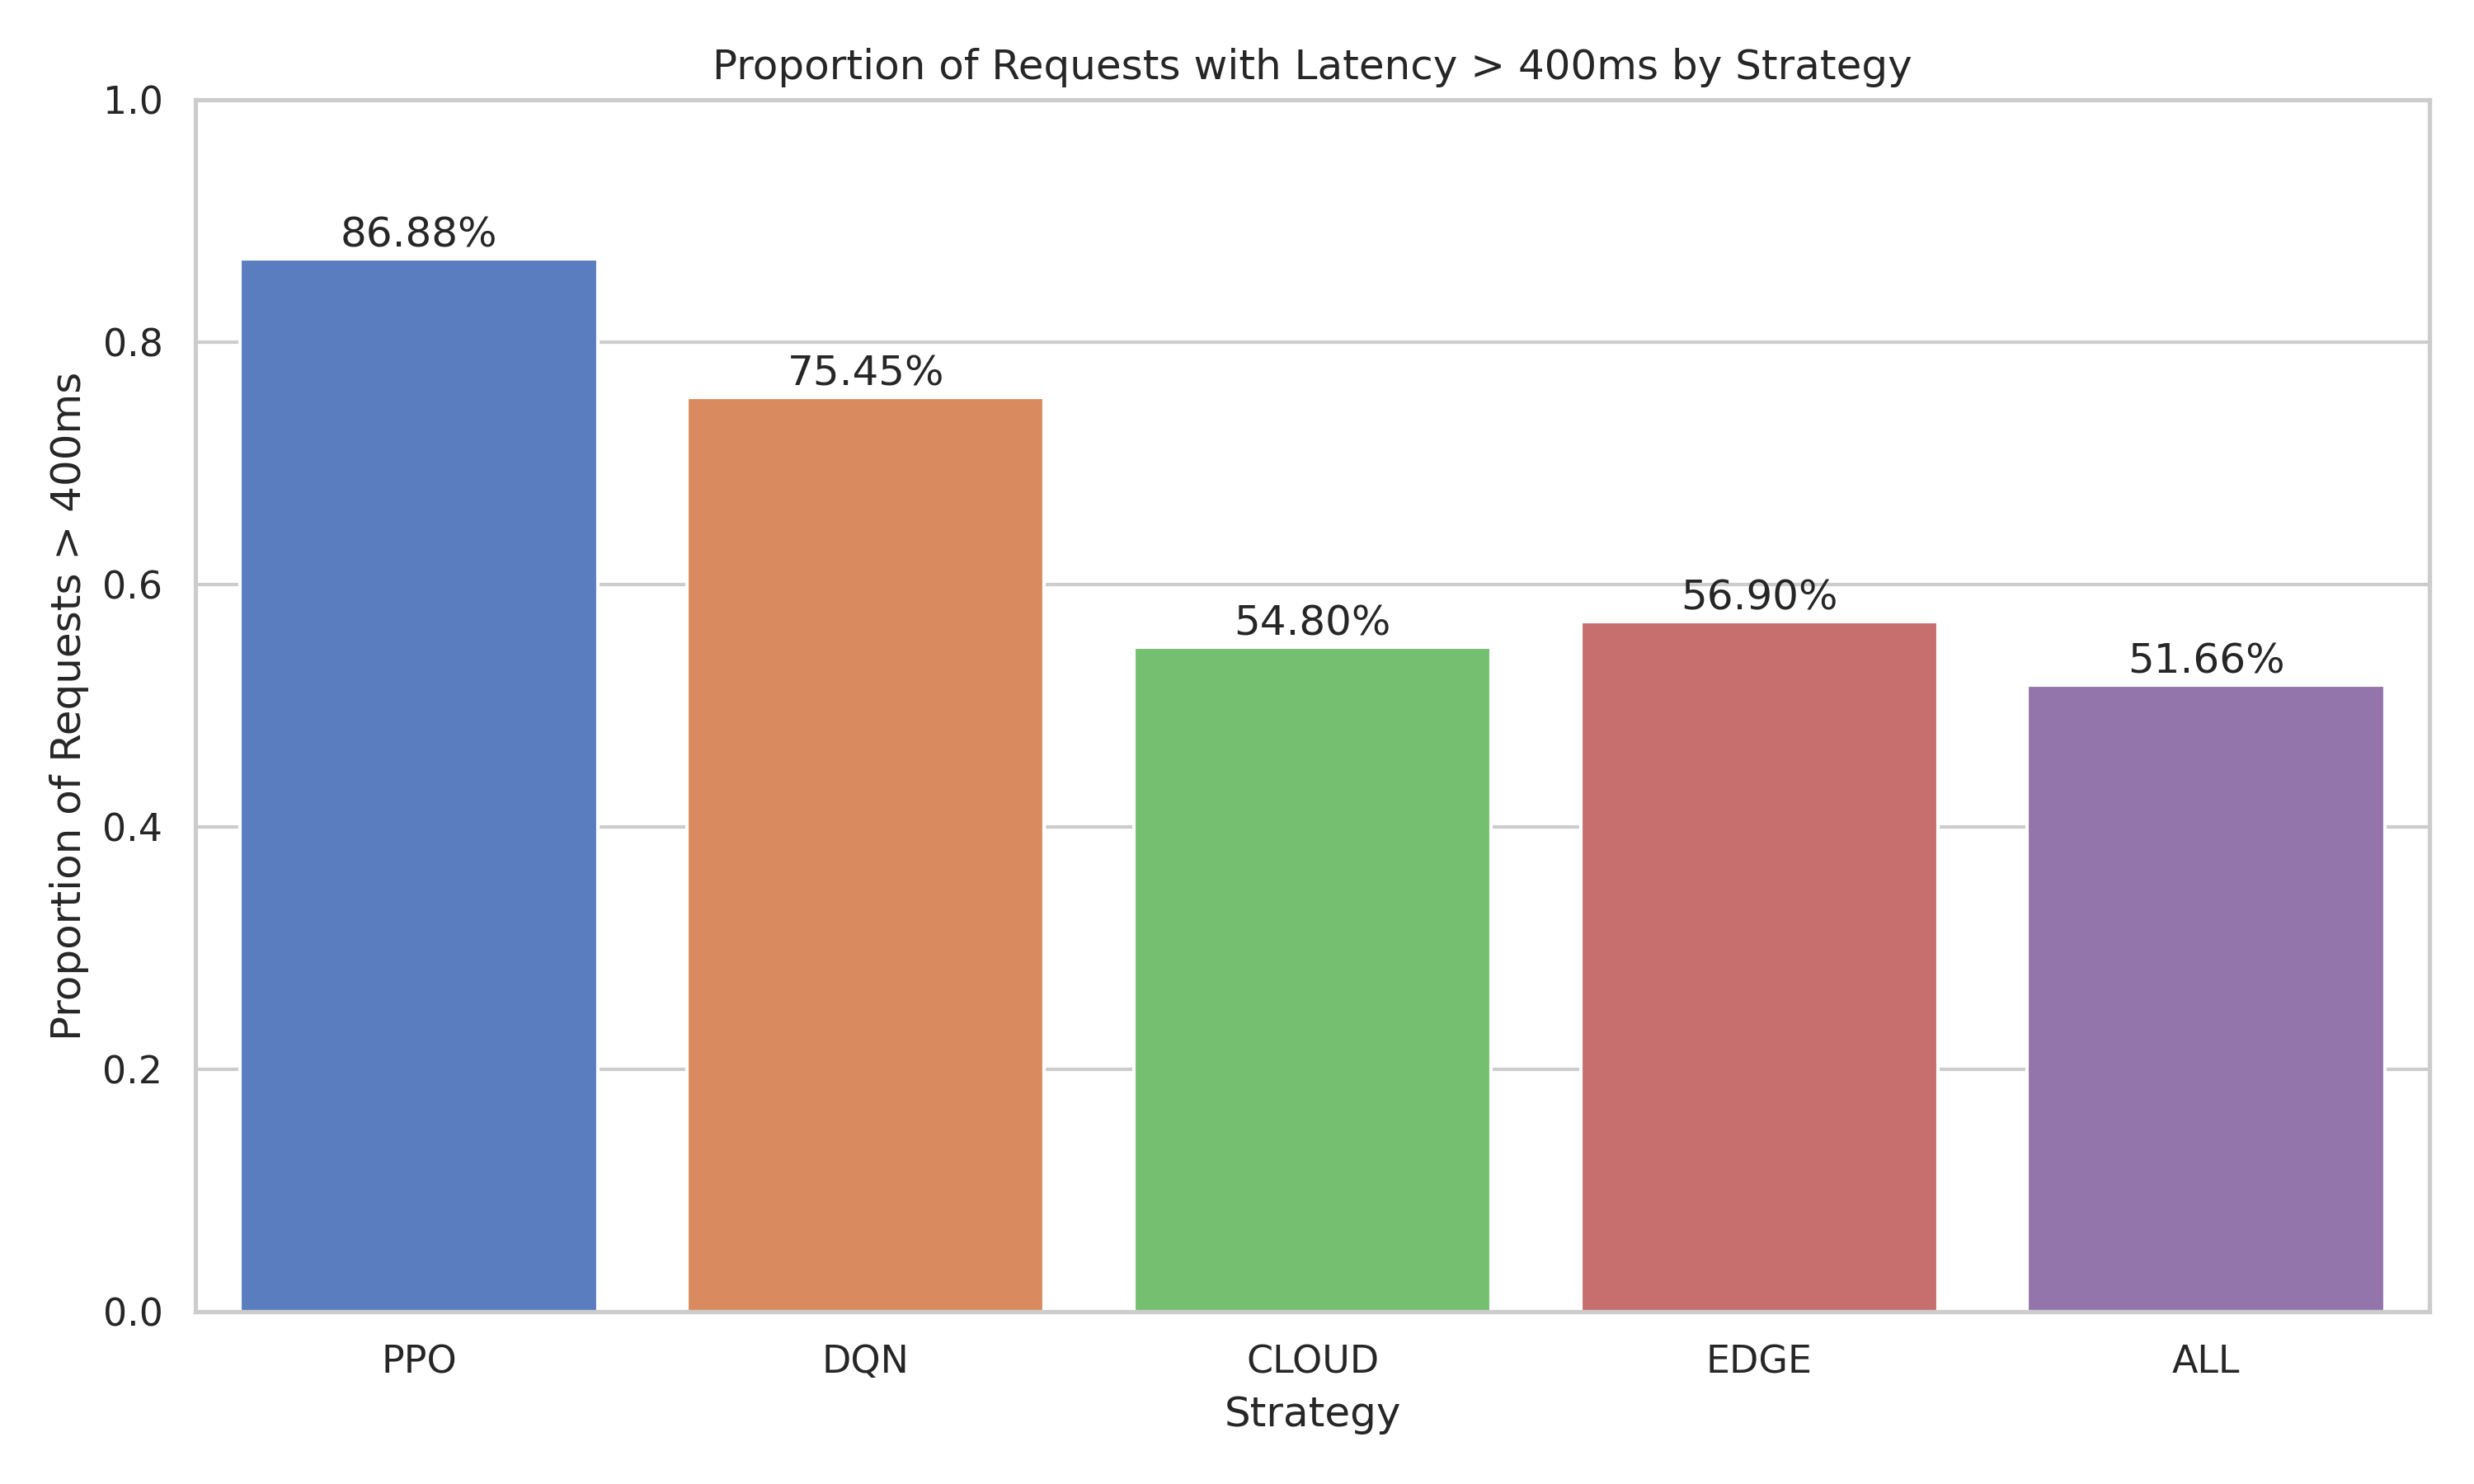 Proportion of Requests with Latency > 400ms by Strategy
Proportion of Requests > 400ms
1.0
0.8
0.6
0.4
0.2
0.0
86.88%
75.45%
54.80%
56.90%
51.66%
PPO
DQN
CLOUD
EDGE
ALL
Strategy